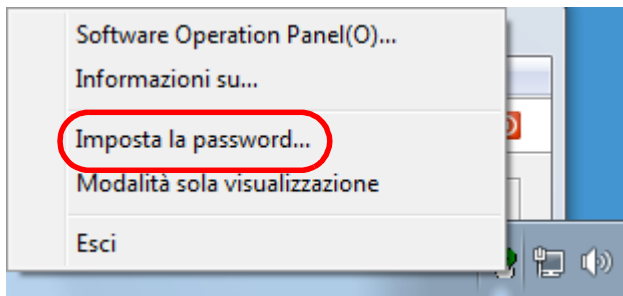 Software Operation Panel(O)...
Informazioni su...
Imposta la password...
Modalità sola visualizzazione
Esci